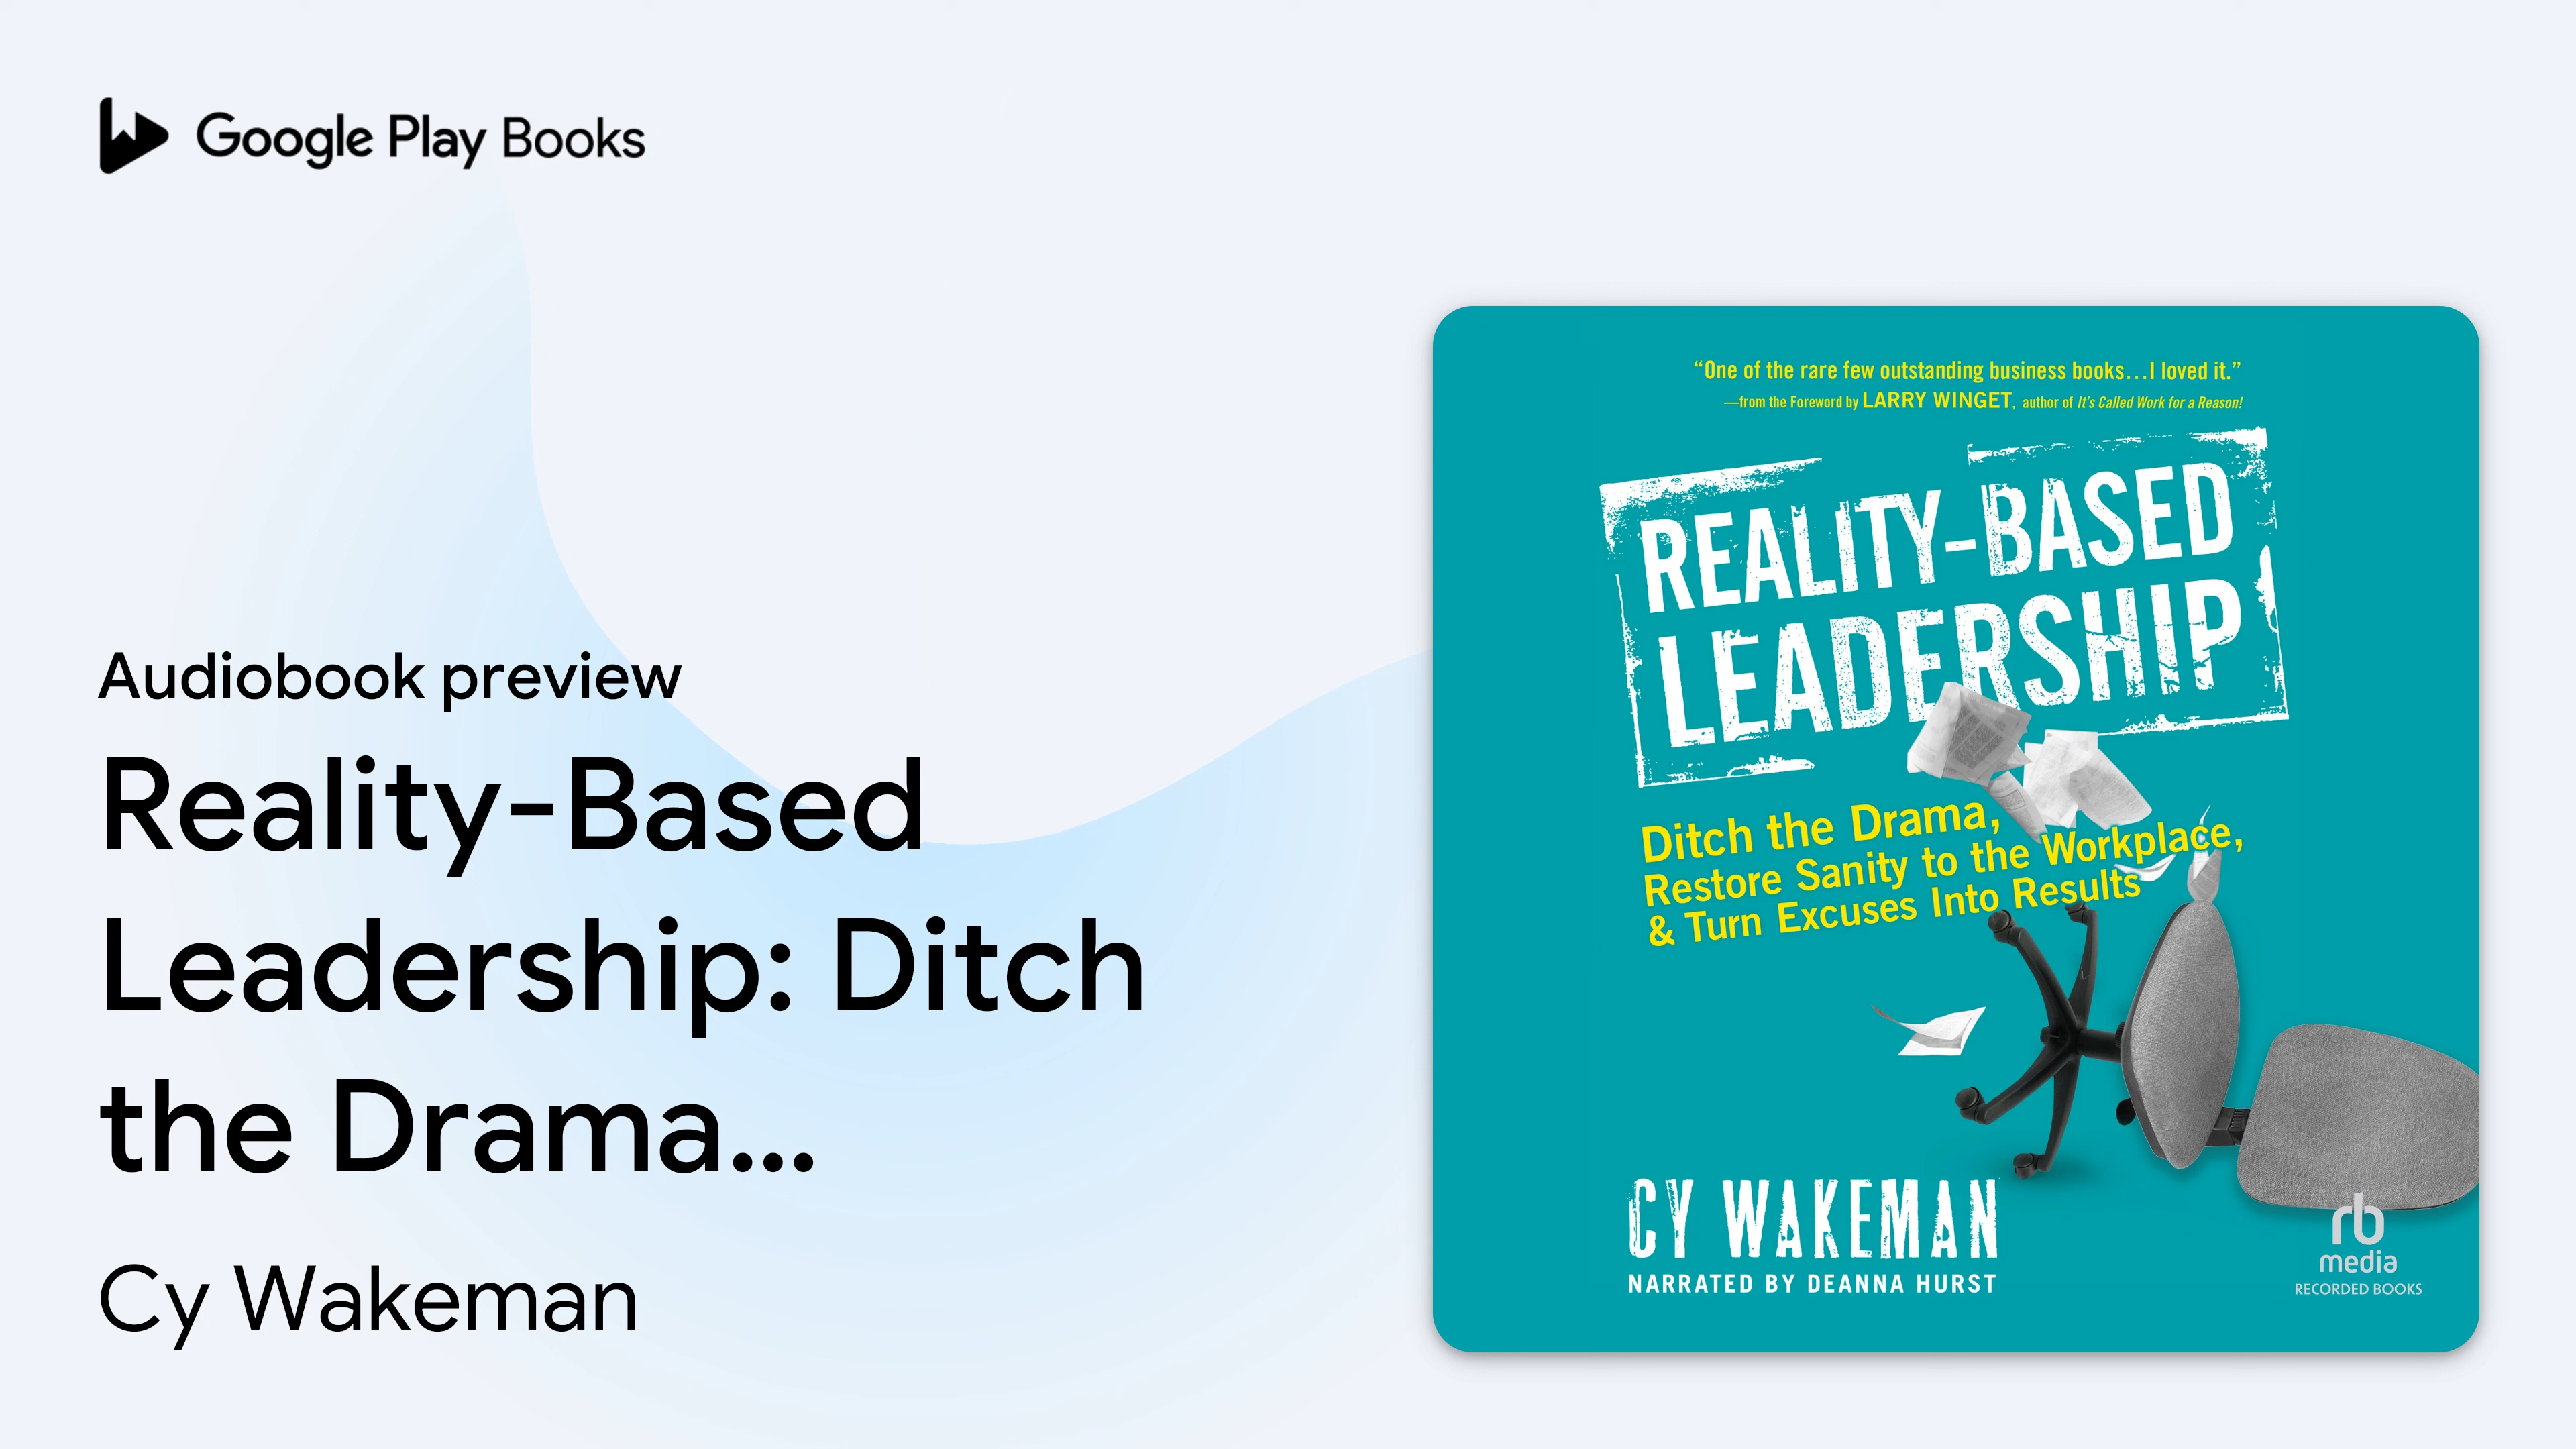 Google Play Books
Audiobook preview
Reality-Based
Leadership: Ditch
the Drama...
Cy Wakeman
“One of the rare few outstanding business books...I loved it.”
—from the Foreword by LARRY WINGET, author of It’s Called Work for a Reason!
REALITY-BASED
LEADERSHIP
Ditch the Drama,
Restore Sanity to the Workplace,
& Turn Excuses Into Results
CY WAKEMAN
NARRATED BY DEANNA HURST
rb
media
RECORDED BOOKS